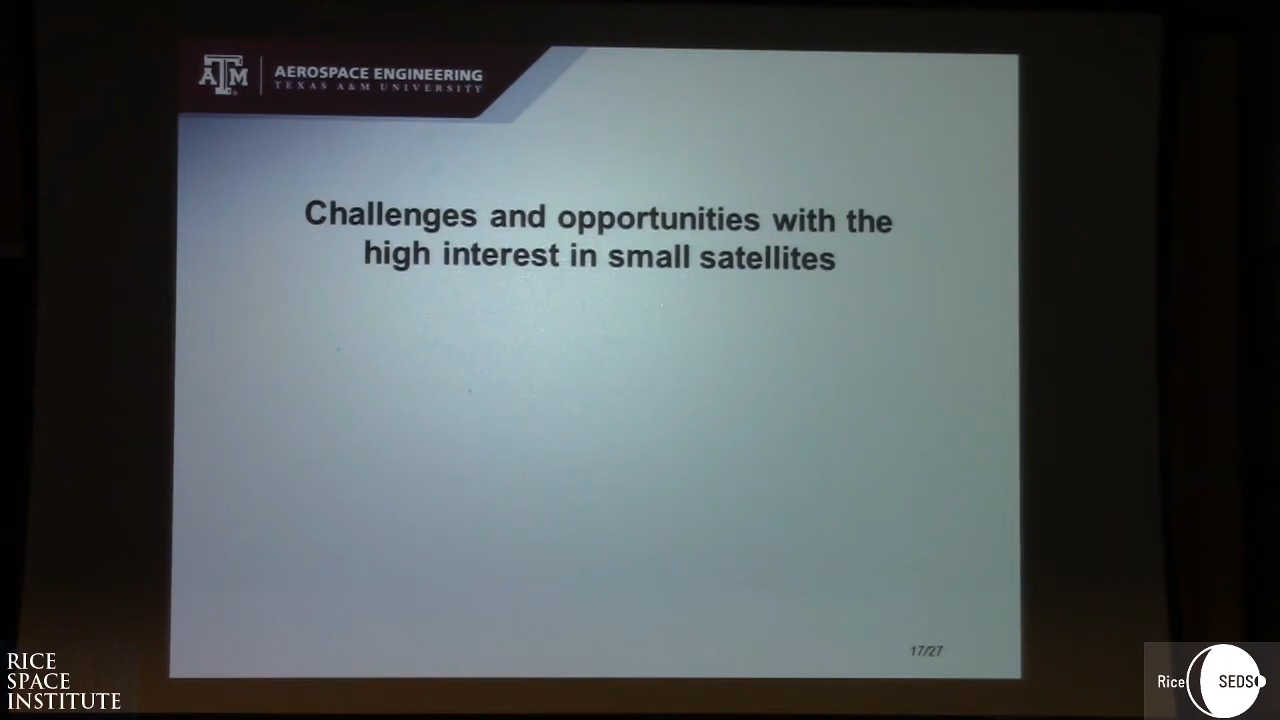 AEROSPACE ENGINEERING
TEXAS A&M UNIVERSITY
Challenges and opportunities with the
high interest in small satellites
17/27
RICE
SPACE
INSTITUTE
Rice SEDS